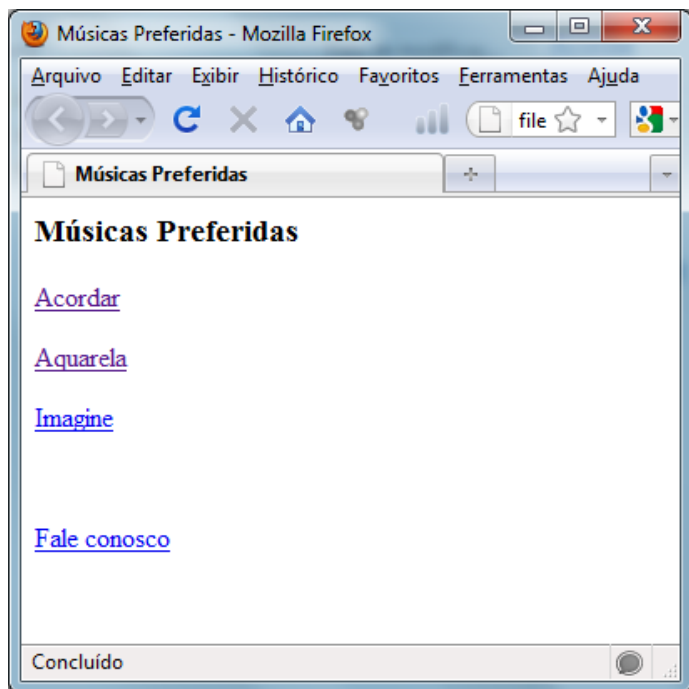 Músicas Preferidas - Mozilla Firefox
Arquivo Editar Exibir Histórico Favoritos Ferramentas Ajuda
file
Músicas Preferidas
Músicas Preferidas
Acordar
Aquarela
Imagine
Fale conosco
Concluído